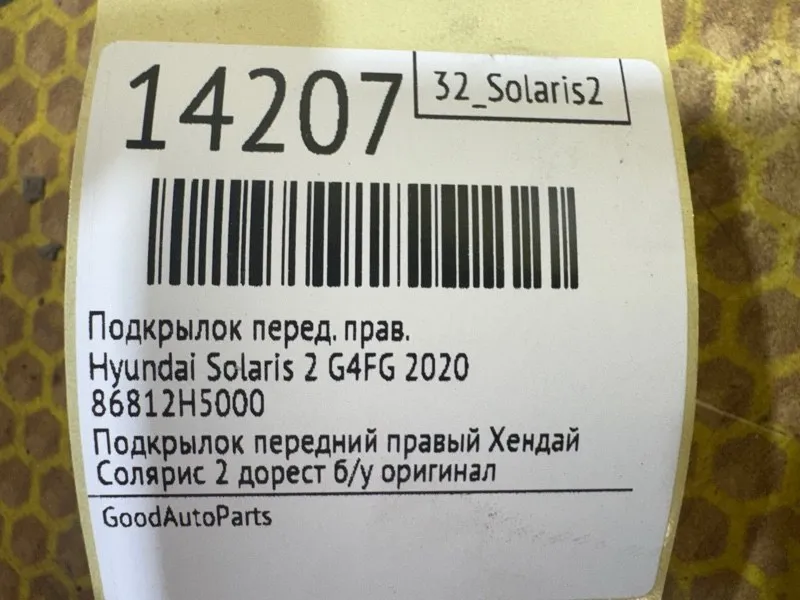 14207
32_Solaris2
Подкрылок перед. прав.
Hyundai Solaris 2 G4FG 2020
86812H5000
Подкрылок передний правый Хендай
Солярис 2 дорест б/у оригинал
GoodAutoParts